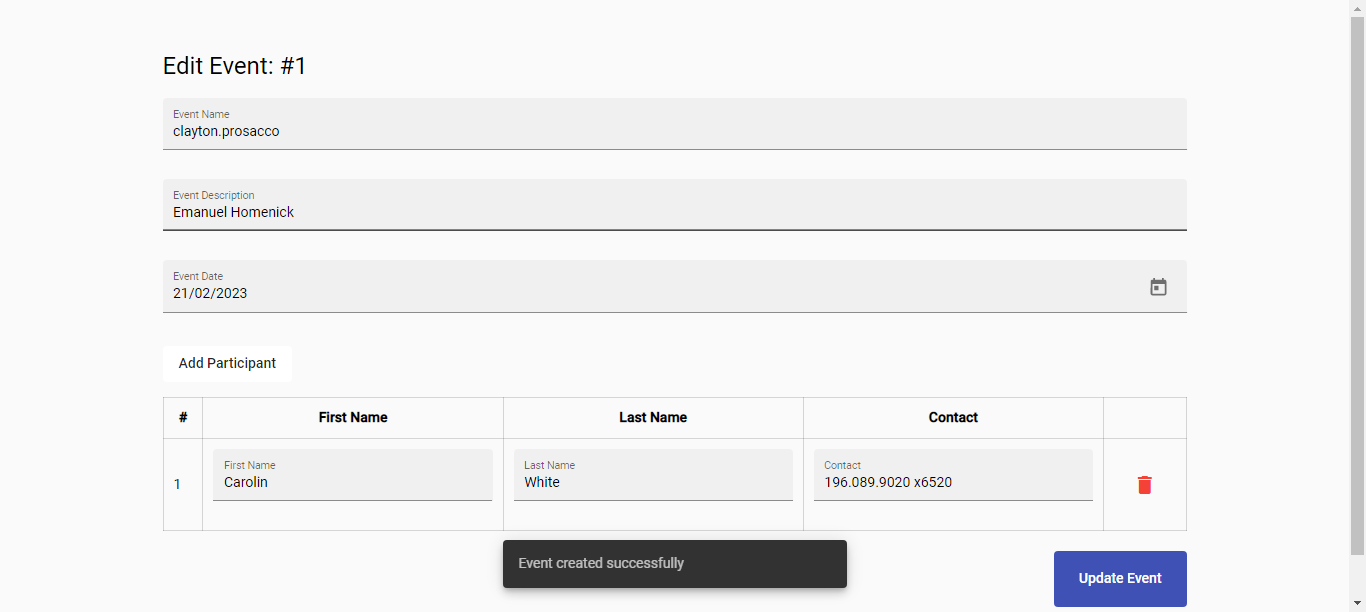 Edit Event: #1
Event Name
clayton.prosacco
Event Description
Emanuel Homenick
Event Date
21/02/2023
Add Participant
# First Name Last Name Contact
First Name Last Name Contact
1 Carolin White 196.089.9020 x6520
Event created successfully
Update Event